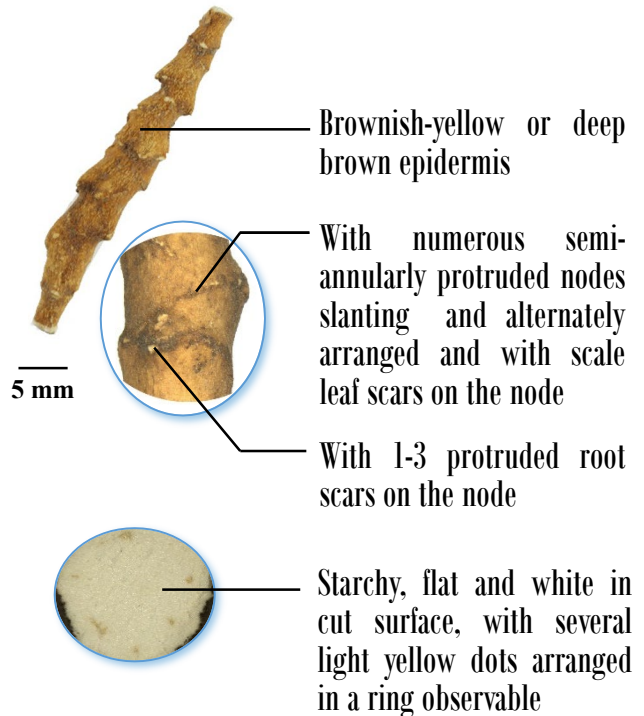 Brownish-yellow or deep
brown epidermis
With numerous semi-
annularly protruded nodes
slanting and alternately
arranged and with scale
leaf scars on the node
5 mm
With 1-3 protruded root
scars on the node
Starchy, flat and white in
cut surface, with several
light yellow dots arranged
in a ring observable